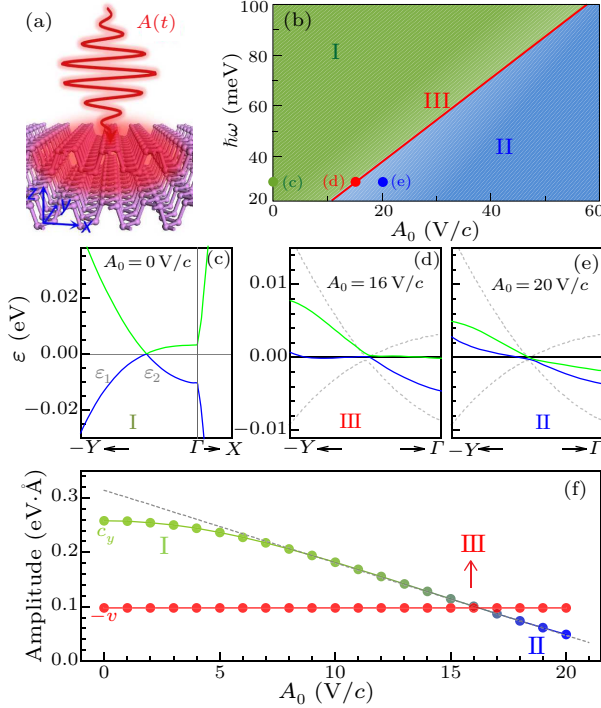 (a)
A(t)
z
y
x
(b)
ħω (meV)
100
80
60
40
20
I
III
II
(c)
(d)
(e)
0
20
40
60
A₀ (V/c)
ε (eV)
0.02
0.00
−0.02
A₀ = 0 V/c
(c)
ε₁
ε₂
I
−Y
Γ
X
0.01
0.00
−0.01
(d)
A₀ = 16 V/c
III
−Y
Γ
(e)
A₀ = 20 V/c
II
−Y
Γ
Amplitude (eV·Å)
0.3
0.2
0.1
0.0
(f)
c_y
I
−v
III
II
0
5
10
15
20
A₀ (V/c)